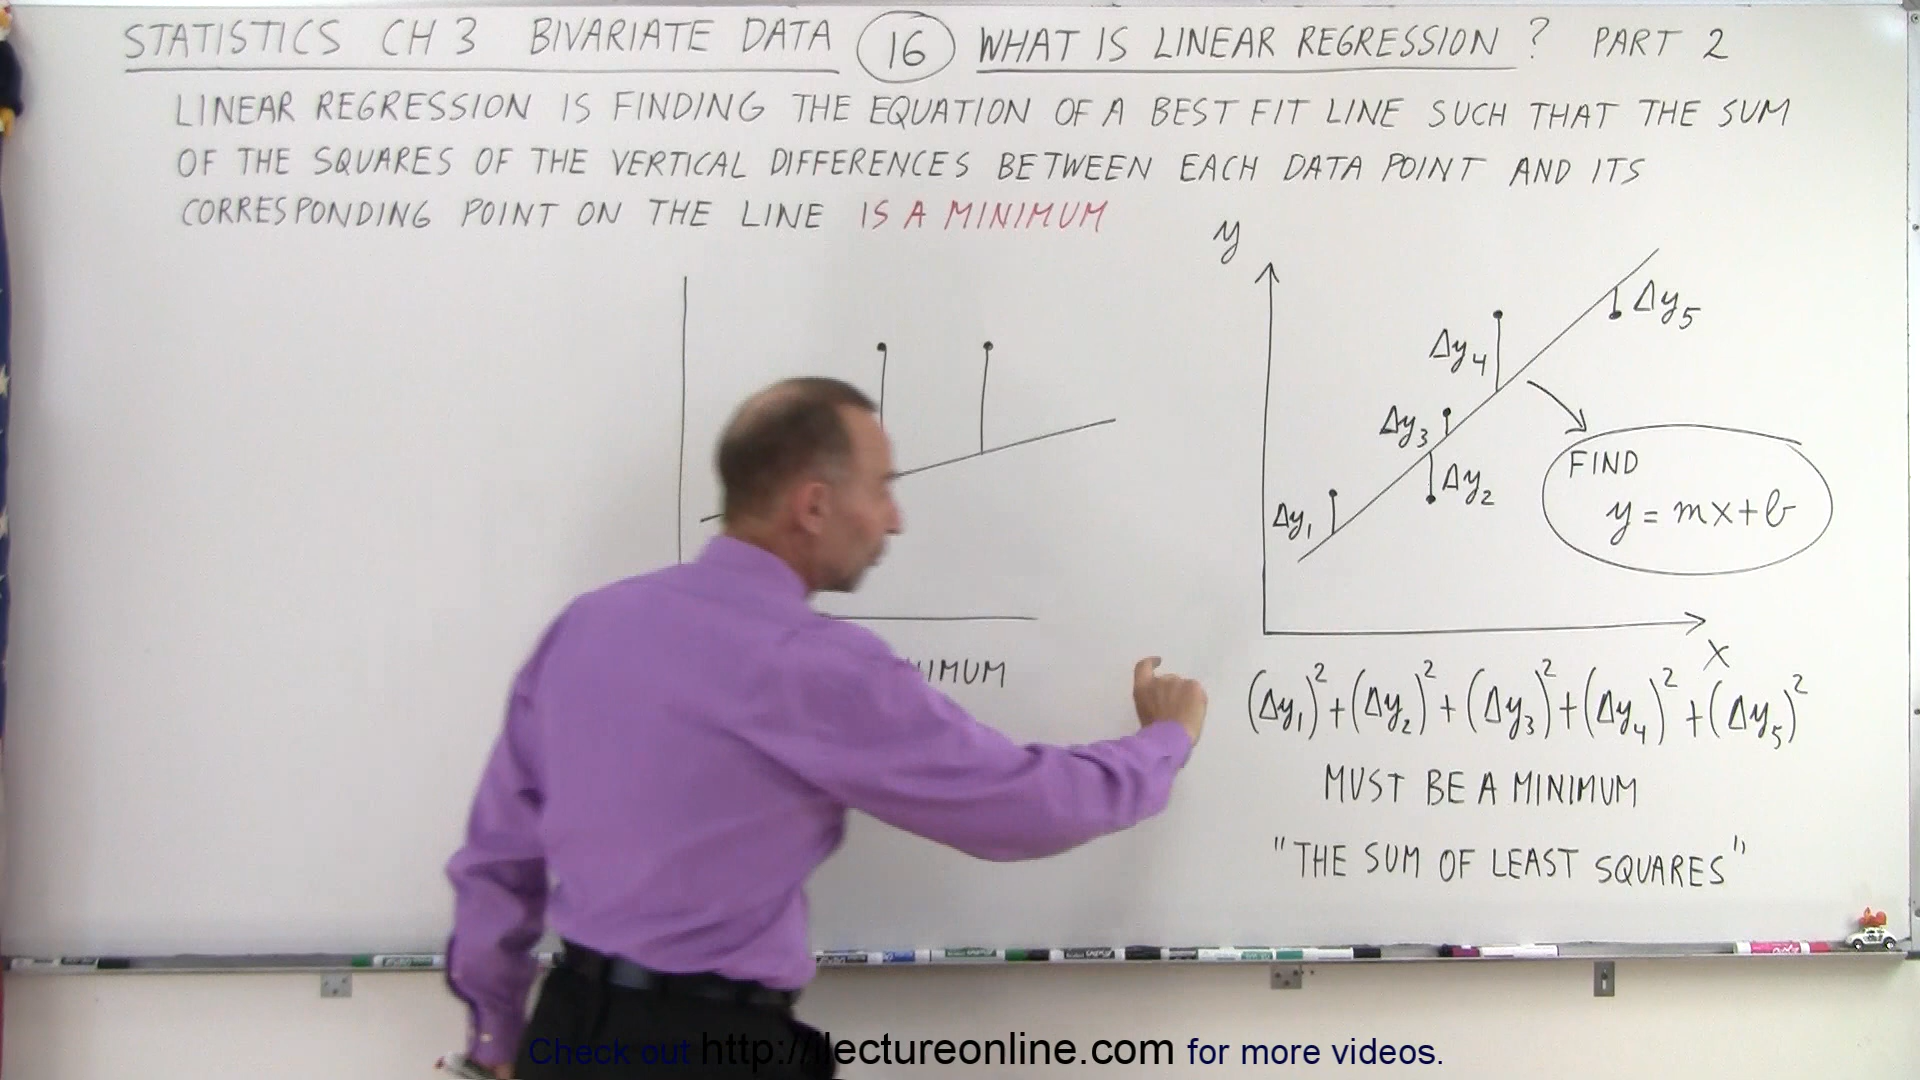 STATISTICS CH 3 BIVARIATE DATA 16 WHAT IS LINEAR REGRESSION? PART 2
LINEAR REGRESSION IS FINDING THE EQUATION OF A BEST FIT LINE SUCH THAT THE SUM
OF THE SQUARES OF THE VERTICAL DIFFERENCES BETWEEN EACH DATA POINT AND ITS
CORRESPONDING POINT ON THE LINE IS A MINIMUM
y
Δy₅
Δy₄
Δy₃
FIND
Δy₂
y = mx+b
Δy₁
x
(Δy₁)²+(Δy₂)²+(Δy₃)²+(Δy₄)²+(Δy₅)²
MUST BE A MINIMUM
"THE SUM OF LEAST SQUARES"
Check out http://ilectureonline.com for more videos.